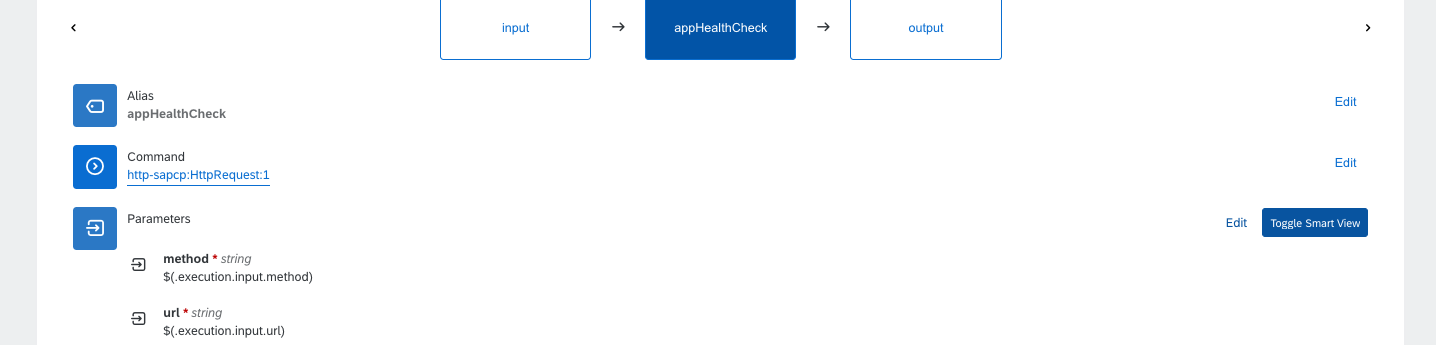 input
appHealthCheck
output
Alias
appHealthCheck
Edit
Command
http-sapcp:HttpRequest:1
Edit
Parameters
Edit
Toggle Smart View
method * string
$(.execution.input.method)
url * string
$(.execution.input.url)